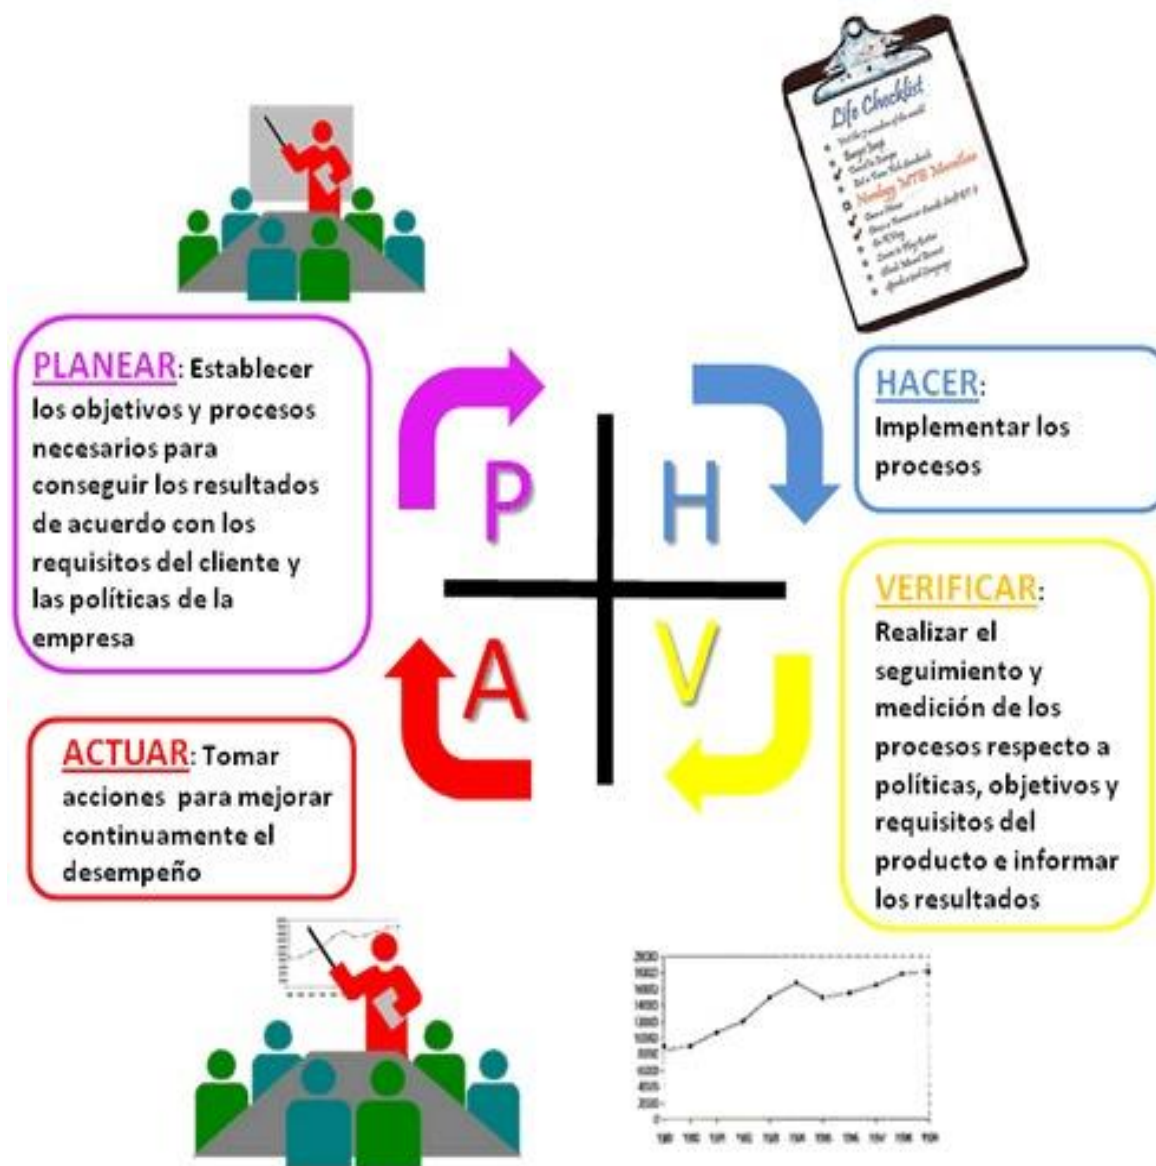 Life Checklist
PLANEAR: Establecer
los objetivos y procesos
necesarios para
conseguir los resultados
de acuerdo con los
requisitos del cliente y
las políticas de la
empresa
P
H
HACER:
Implementar los
procesos
A
V
VERIFICAR:
Realizar el
seguimiento y
medición de los
procesos respecto a
políticas, objetivos y
requisitos del
producto e informar
los resultados
ACTUAR: Tomar
acciones para mejorar
continuamente el
desempeño